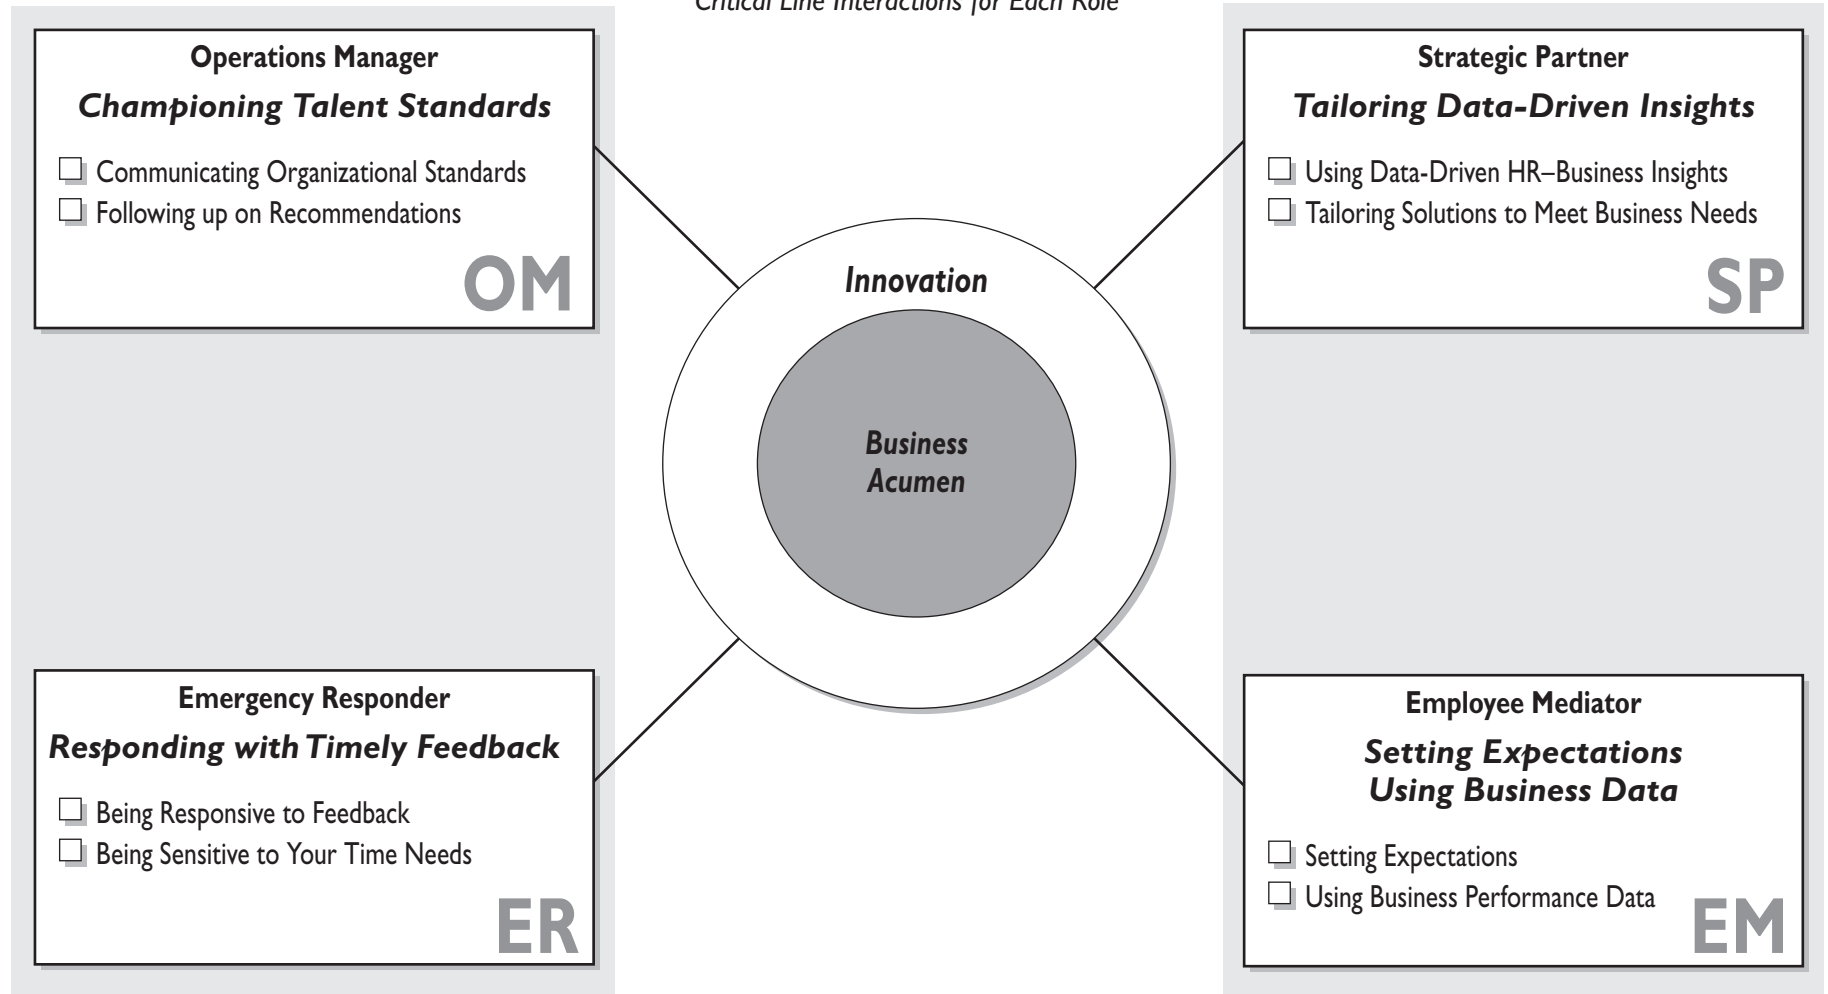 Critical Line Interactions for Each Role
Operations Manager
Championing Talent Standards
Communicating Organizational Standards
Following up on Recommendations
OM
Strategic Partner
Tailoring Data-Driven Insights
Using Data-Driven HR–Business Insights
Tailoring Solutions to Meet Business Needs
SP
Innovation
Business
Acumen
Emergency Responder
Responding with Timely Feedback
Being Responsive to Feedback
Being Sensitive to Your Time Needs
ER
Employee Mediator
Setting Expectations
Using Business Data
Setting Expectations
Using Business Performance Data
EM